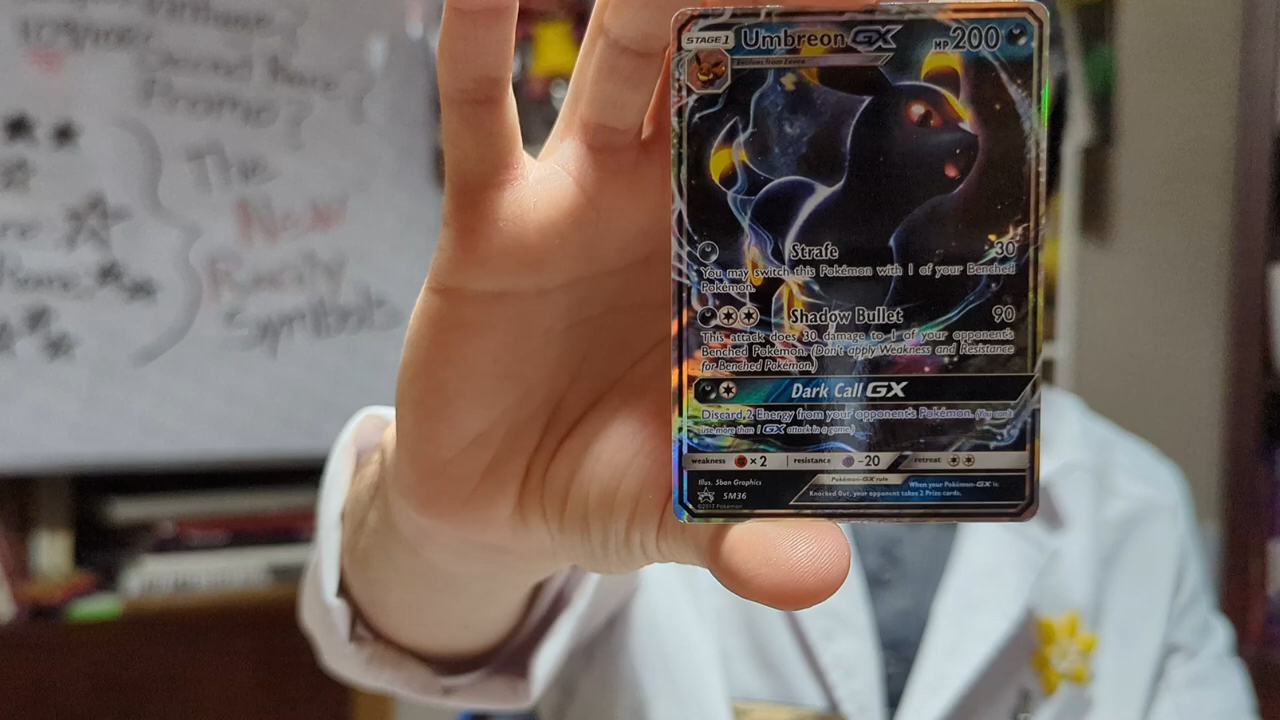 The
New
Rarity
Symbols
STAGE 1 Umbreon GX HP 200
Evolves from Eevee
Strafe 30
You may switch this Pokémon with 1 of your Benched
Pokémon.
Shadow Bullet 90
This attack does 30 damage to 1 of your opponent's
Benched Pokémon. (Don't apply Weakness and Resistance
for Benched Pokémon.)
Dark Call GX
Discard 2 Energy from your opponent's Pokémon. (You can't
use more than 1 GX attack in a game.)
weakness ×2 resistance -20 retreat
Illus. 5ban Graphics
SM36
©2017 Pokémon
Pokémon-GX rule
When your Pokémon-GX is
Knocked Out, your opponent takes 2 Prize cards.